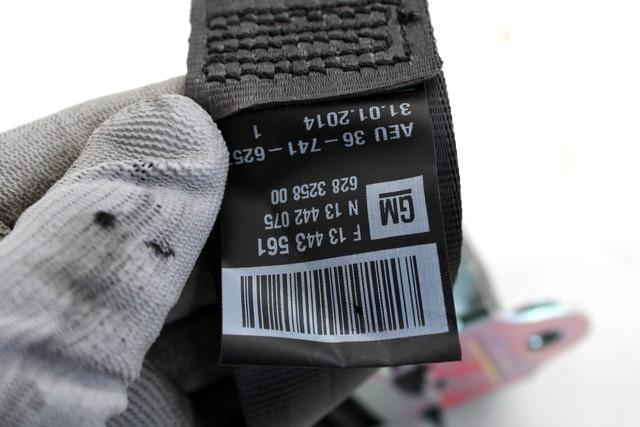 GM
F 13 443 561
N 13 442 075
628 3258 00
AEU 36-741-625
31.01.2014 1